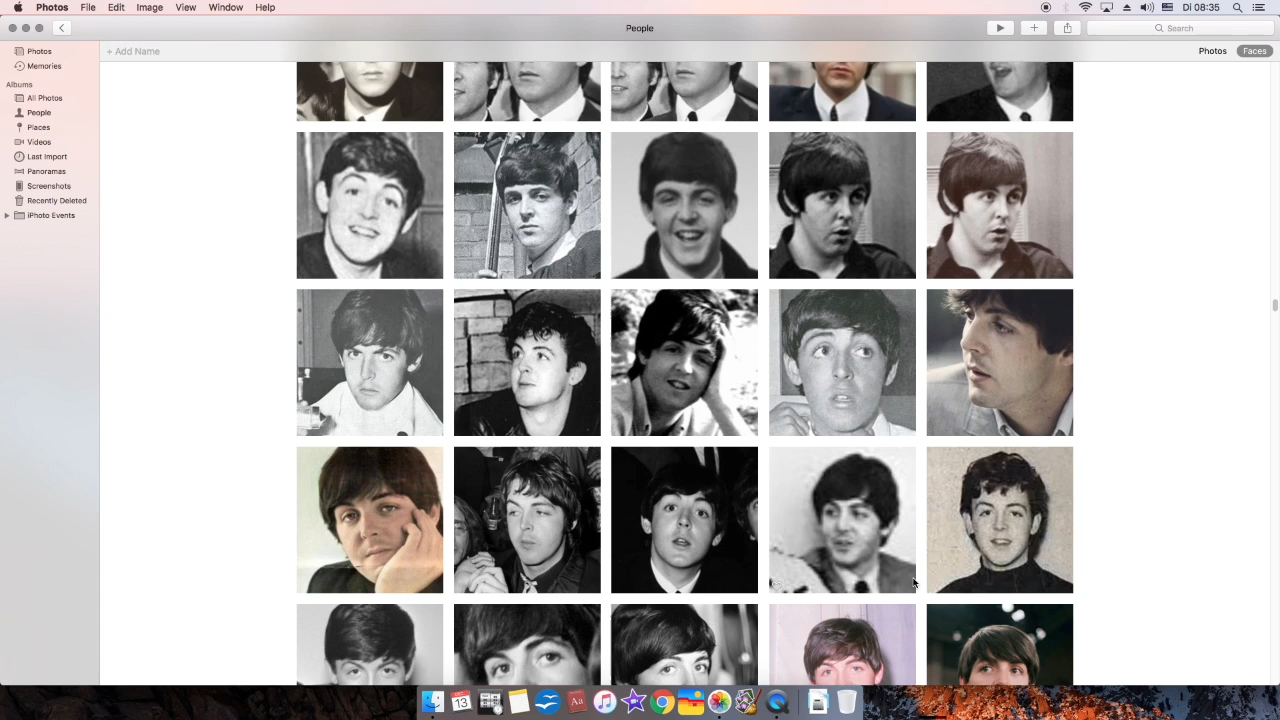 Photos File Edit Image View Window Help Di 08:35
People Search
+ Add Name Photos Faces
Photos
Memories
Albums
All Photos
People
Places
Videos
Last Import
Panoramas
Screenshots
Recently Deleted
iPhoto Events
13
Aa